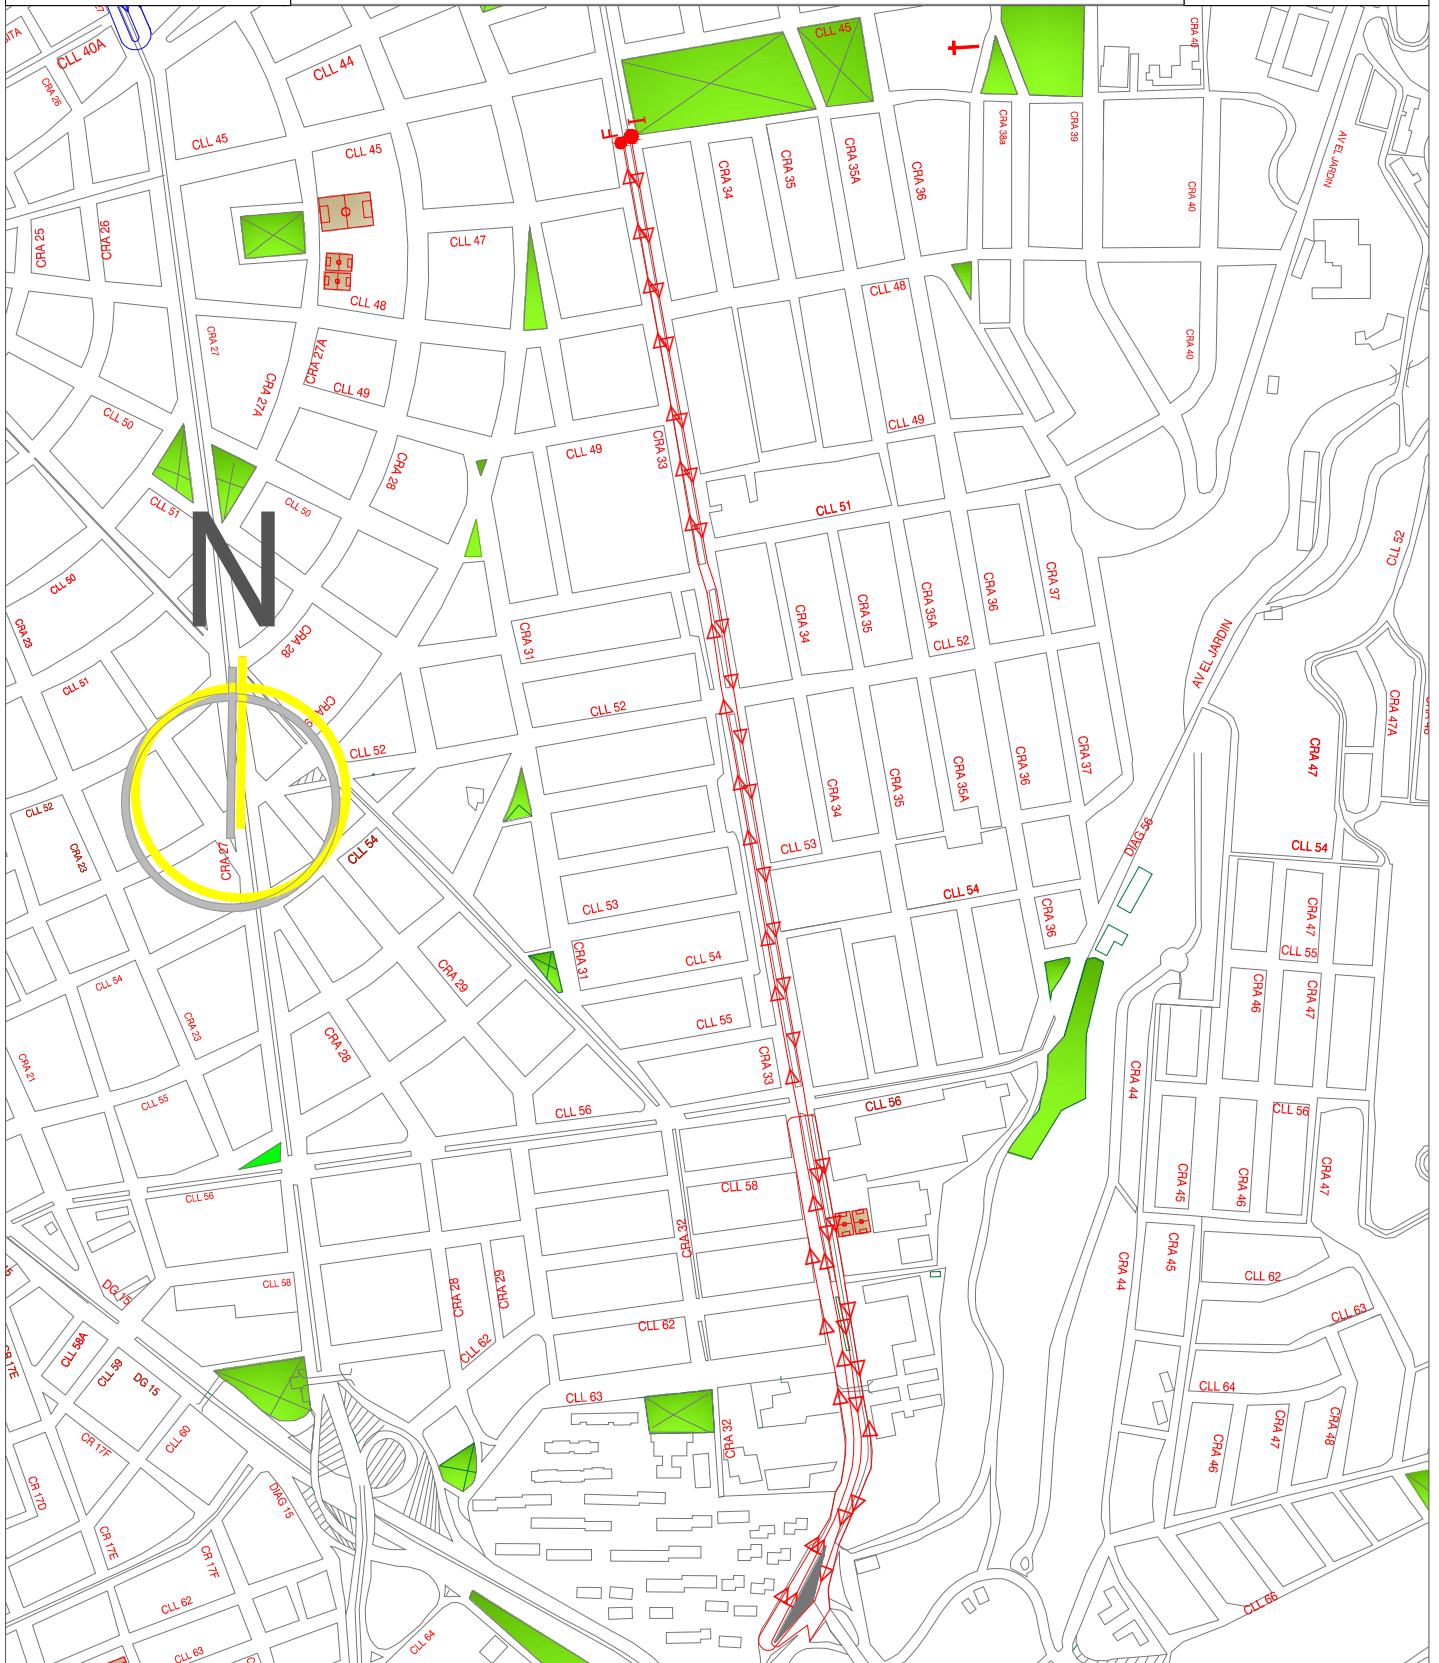 CLL 45
CRA 40
CLL 40A
CLL 44
CRA 26
CLL 45
CLL 45
F I
CRA 38a
CRA 39
AV EL JARDIN
CRA 34
CRA 35
CRA 35A
CRA 36
CRA 40
CRA 25
CRA 26
CLL 47
CLL 48
CLL 48
CRA 27
CRA 27A
CRA 40
CRA 27A
CLL 49
CLL 50
CLL 49
CLL 49
CRA 33
CRA 28
CLL 51
CLL 50
CLL 51
N
CLL 52
CLL 50
CRA 23
CRA 28
CRA 31
CRA 34
CRA 35
CRA 35A
CRA 36
CRA 37
CLL 52
AV EL JARDIN
CLL 51
CLL 52
CLL 52
CRA 47A
CRA 47
CLL 52
CRA 23
CRA 27
CLL 54
CRA 34
CRA 35
CRA 35A
CRA 36
CRA 37
CLL 53
DIAG 56
CLL 54
CLL 54
CLL 53
CRA 36
CRA 47
CLL 55
CRA 31
CLL 54
CRA 29
CLL 54
CRA 46
CRA 47
CRA 23
CLL 55
CRA 28
CRA 33
CRA 21
CRA 44
CLL 55
CLL 56
CLL 56
CLL 56
CLL 56
CLL 58
CRA 45
CRA 46
CRA 47
CRA 32
CLL 58
DG 15
CRA 28
CRA 29
CRA 44
CRA 45
CLL 62
CLL 63
CLL 62
CLL 62
CLL 58A
CLL 59
DG 15
CR 17E
CLL 63
CLL 64
CLL 60
CR 17F
CRA 32
CRA 46
CRA 47
CRA 48
CR 17D
DIAG 15
CR 17E
CR 17F
CLL 62
CLL 66
CLL 63
CLL 64